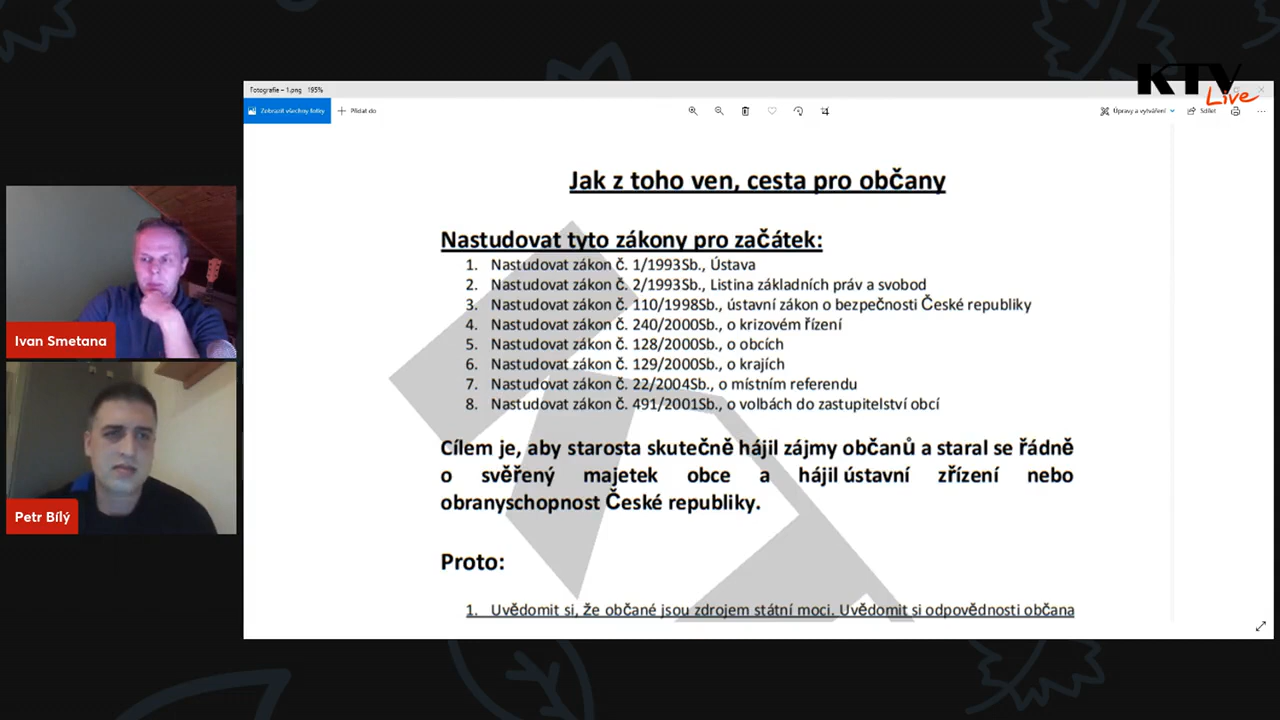 KTV
Live
Fotografie – 1.png 195%
Zobrazit všechny fotky
Přidat do
Úpravy a vytváření
Sdílet
Jak z toho ven, cesta pro občany
Nastudovat tyto zákony pro začátek:
1. Nastudovat zákon č. 1/1993Sb., Ústava
2. Nastudovat zákon č. 2/1993Sb., Listina základních práv a svobod
3. Nastudovat zákon č. 110/1998Sb., ústavní zákon o bezpečnosti České republiky
4. Nastudovat zákon č. 240/2000Sb., o krizovém řízení
5. Nastudovat zákon č. 128/2000Sb., o obcích
6. Nastudovat zákon č. 129/2000Sb., o krajích
7. Nastudovat zákon č. 22/2004Sb., o místním referendu
8. Nastudovat zákon č. 491/2001Sb., o volbách do zastupitelství obcí
Cílem je, aby starosta skutečně hájil zájmy občanů a staral se řádně
o svěřený majetek obce a hájil ústavní zřízení nebo
obranyschopnost České republiky.
Proto:
1. Uvědomit si, že občané jsou zdrojem státní moci. Uvědomit si odpovědnosti občana
Ivan Smetana
Petr Bílý